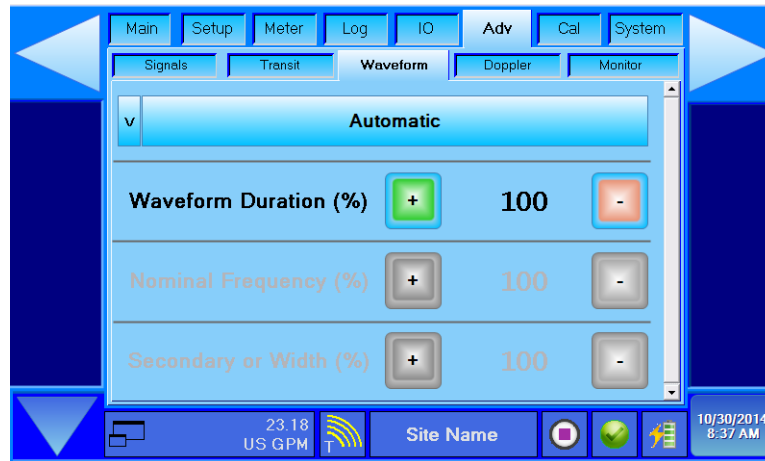 Main Setup Meter Log IO Adv Cal System
Signals Transit Waveform Doppler Monitor
v Automatic
Waveform Duration (%) + 100 -
Nominal Frequency (%) + 100 -
Secondary or Width (%) + 100 -
23.18
US GPM
T
Site Name
10/30/2014
8:37 AM